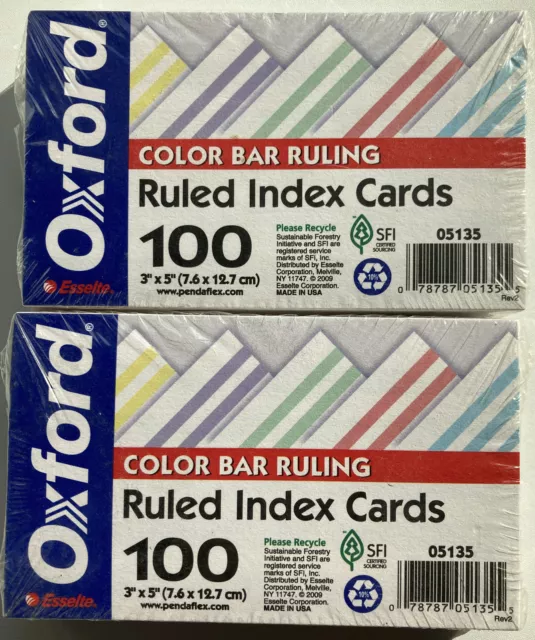 Oxford®
Esselte.
COLOR BAR RULING
Ruled Index Cards
100
3" x 5" (7.6 x 12.7 cm)
www.pendaflex.com
Please Recycle
Sustainable Forestry
Initiative and SFI are
registered service
marks of SFI, Inc.
Distributed by Esselte
Corporation, Melville,
NY 11747. © 2009
Esselte Corporation.
MADE IN USA
SFI
CERTIFIED
SOURCING
10%
05135
0 78787 05135 5
Rev2
Oxford®
Esselte.
COLOR BAR RULING
Ruled Index Cards
100
3" x 5" (7.6 x 12.7 cm)
www.pendaflex.com
Please Recycle
Sustainable Forestry
Initiative and SFI are
registered service
marks of SFI, Inc.
Distributed by Esselte
Corporation, Melville,
NY 11747. © 2009
Esselte Corporation.
MADE IN USA
SFI
CERTIFIED
SOURCING
10%
05135
0 78787 05135 5
Rev2